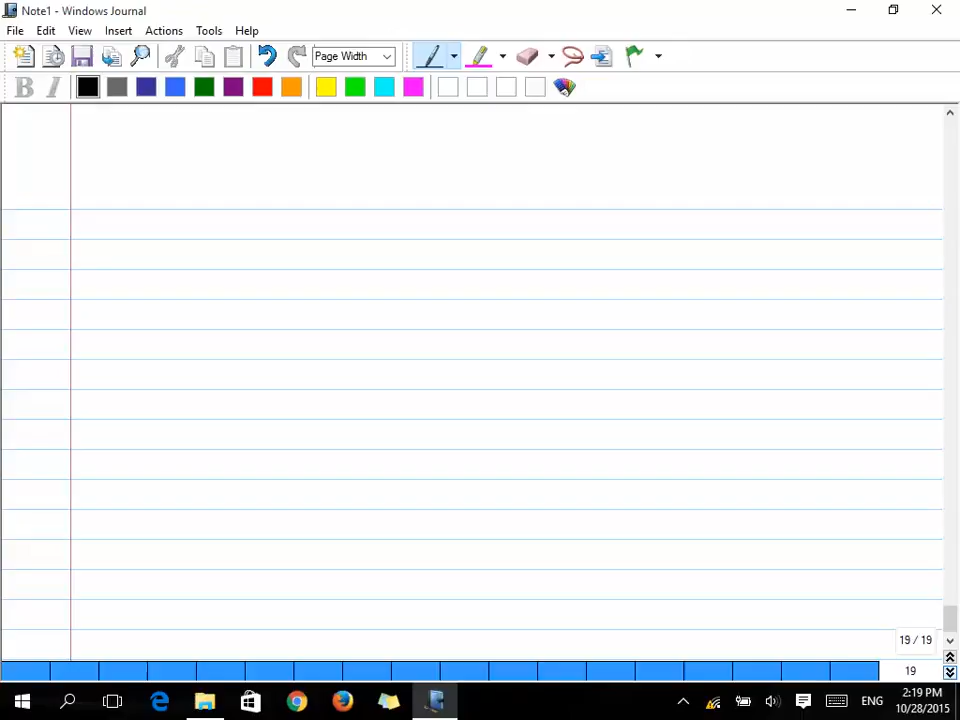 Note1 - Windows Journal
File Edit View Insert Actions Tools Help
Page Width
B I
19 / 19
19
ENG
2:19 PM
10/28/2015